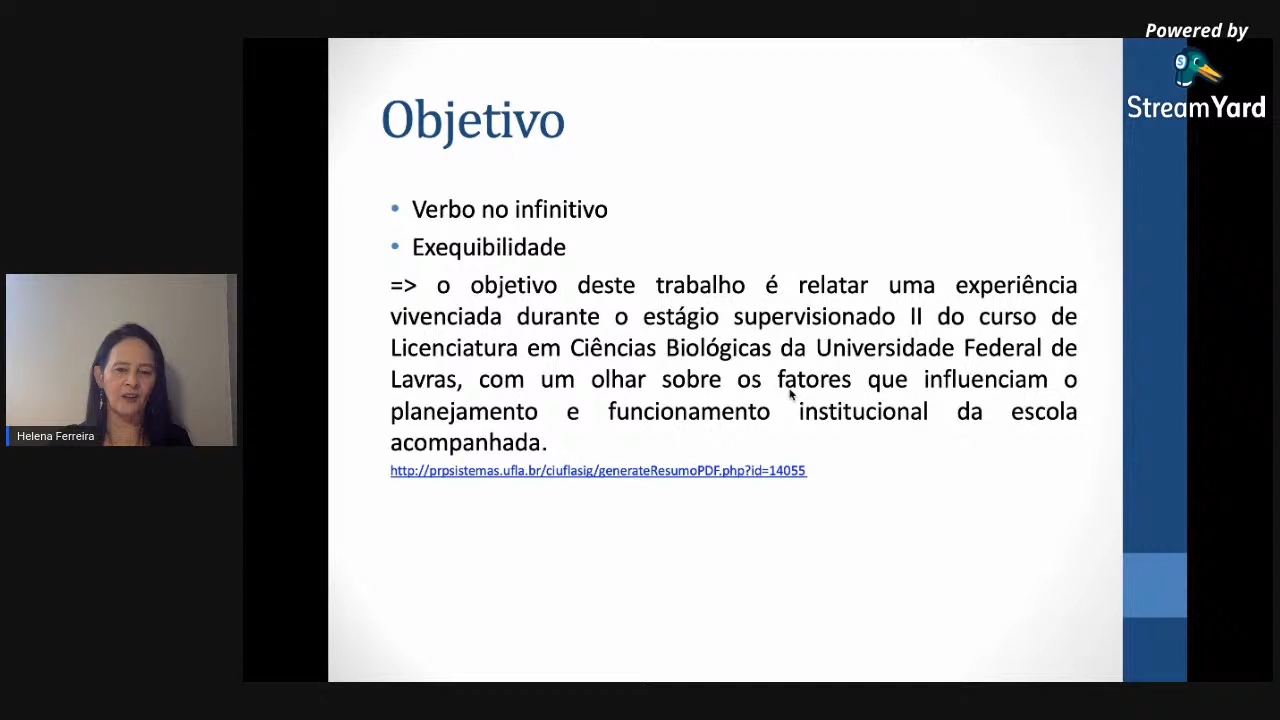 Powered by
StreamYard
Objetivo
• Verbo no infinitivo
• Exequibilidade
=> o objetivo deste trabalho é relatar uma experiência
vivenciada durante o estágio supervisionado II do curso de
Licenciatura em Ciências Biológicas da Universidade Federal de
Lavras, com um olhar sobre os fatores que influenciam o
planejamento e funcionamento institucional da escola
acompanhada.
http://prpsistemas.ufla.br/ciuflasig/generateResumoPDF.php?id=14055
Helena Ferreira